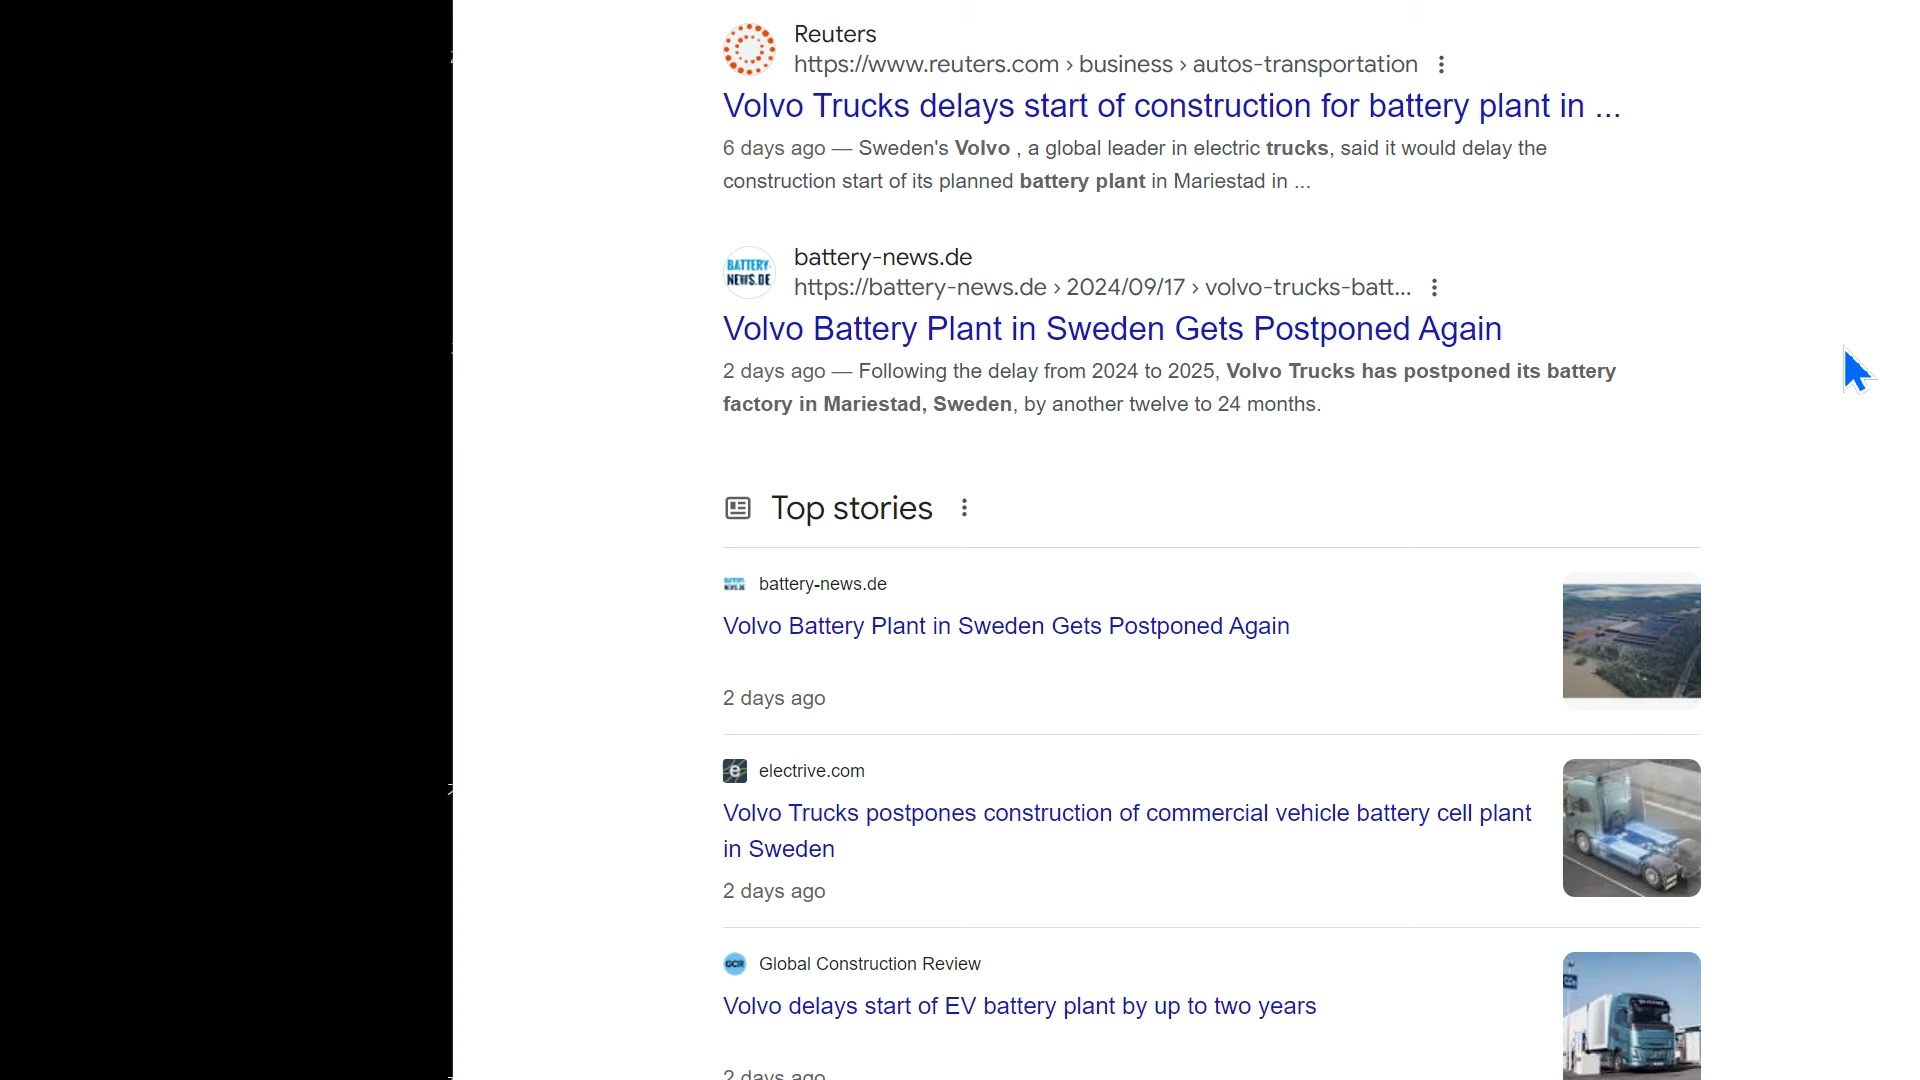 Reuters
https://www.reuters.com › business › autos-transportation
Volvo Trucks delays start of construction for battery plant in ...
6 days ago — Sweden's Volvo , a global leader in electric trucks, said it would delay the
construction start of its planned battery plant in Mariestad in ...
BATTERY-
NEWS.DE
battery-news.de
https://battery-news.de › 2024/09/17 › volvo-trucks-batt...
Volvo Battery Plant in Sweden Gets Postponed Again
2 days ago — Following the delay from 2024 to 2025, Volvo Trucks has postponed its battery
factory in Mariestad, Sweden, by another twelve to 24 months.
Top stories
battery-news.de
Volvo Battery Plant in Sweden Gets Postponed Again
2 days ago
e electrive.com
Volvo Trucks postpones construction of commercial vehicle battery cell plant
in Sweden
2 days ago
GCR Global Construction Review
Volvo delays start of EV battery plant by up to two years
2 days ago